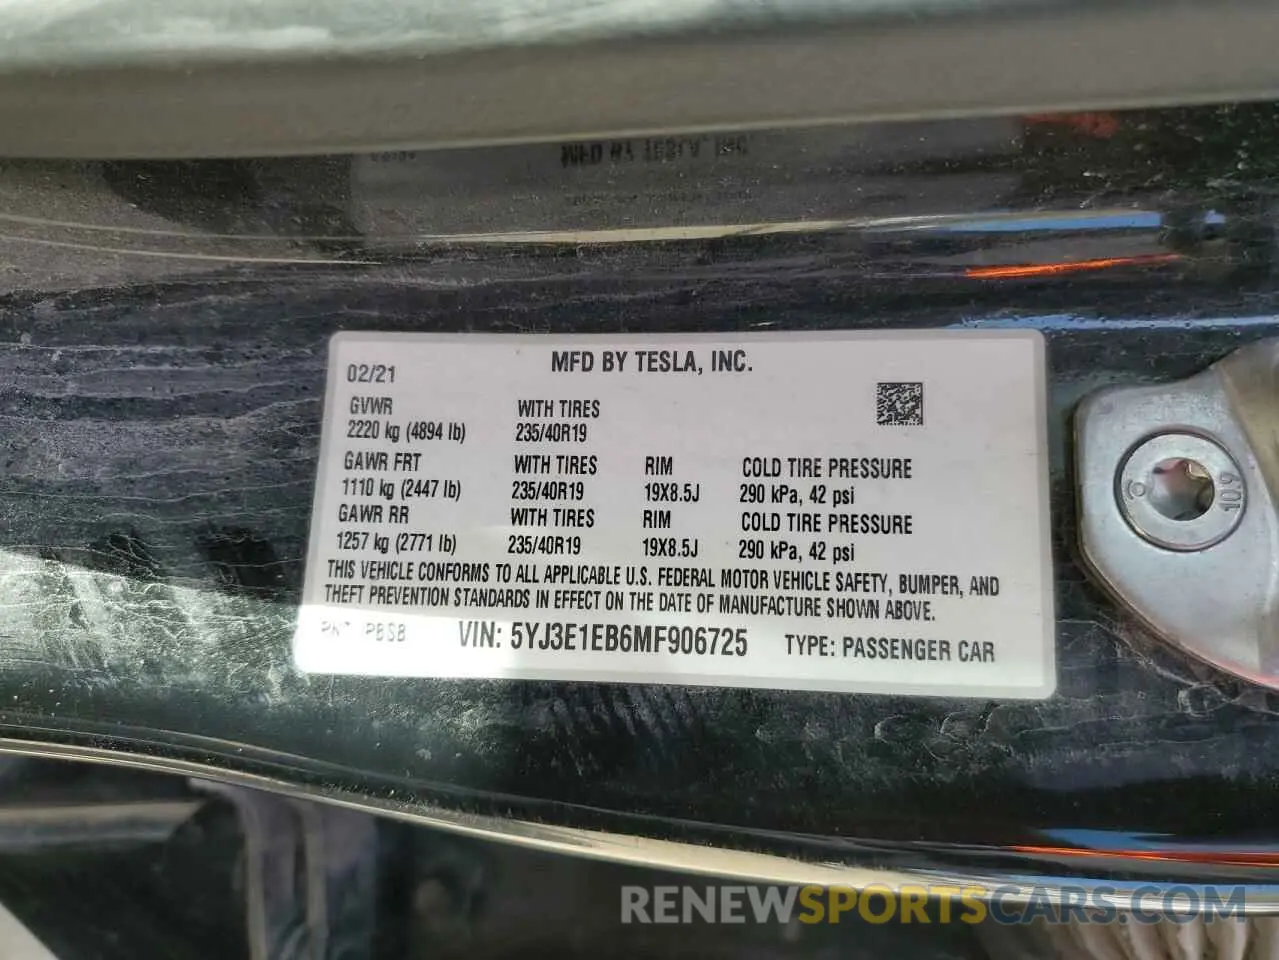 MFD BY TESLA, INC.
02/21
GVWR WITH TIRES
2220 kg (4894 lb) 235/40R19
GAWR FRT WITH TIRES RIM COLD TIRE PRESSURE
1110 kg (2447 lb) 235/40R19 19X8.5J 290 kPa, 42 psi
GAWR RR WITH TIRES RIM COLD TIRE PRESSURE
1257 kg (2771 lb) 235/40R19 19X8.5J 290 kPa, 42 psi
THIS VEHICLE CONFORMS TO ALL APPLICABLE U.S. FEDERAL MOTOR VEHICLE SAFETY, BUMPER, AND
THEFT PREVENTION STANDARDS IN EFFECT ON THE DATE OF MANUFACTURE SHOWN ABOVE.
PNT PBSB VIN: 5YJ3E1EB6MF906725 TYPE: PASSENGER CAR
RENEWSPORTSCARS.COM